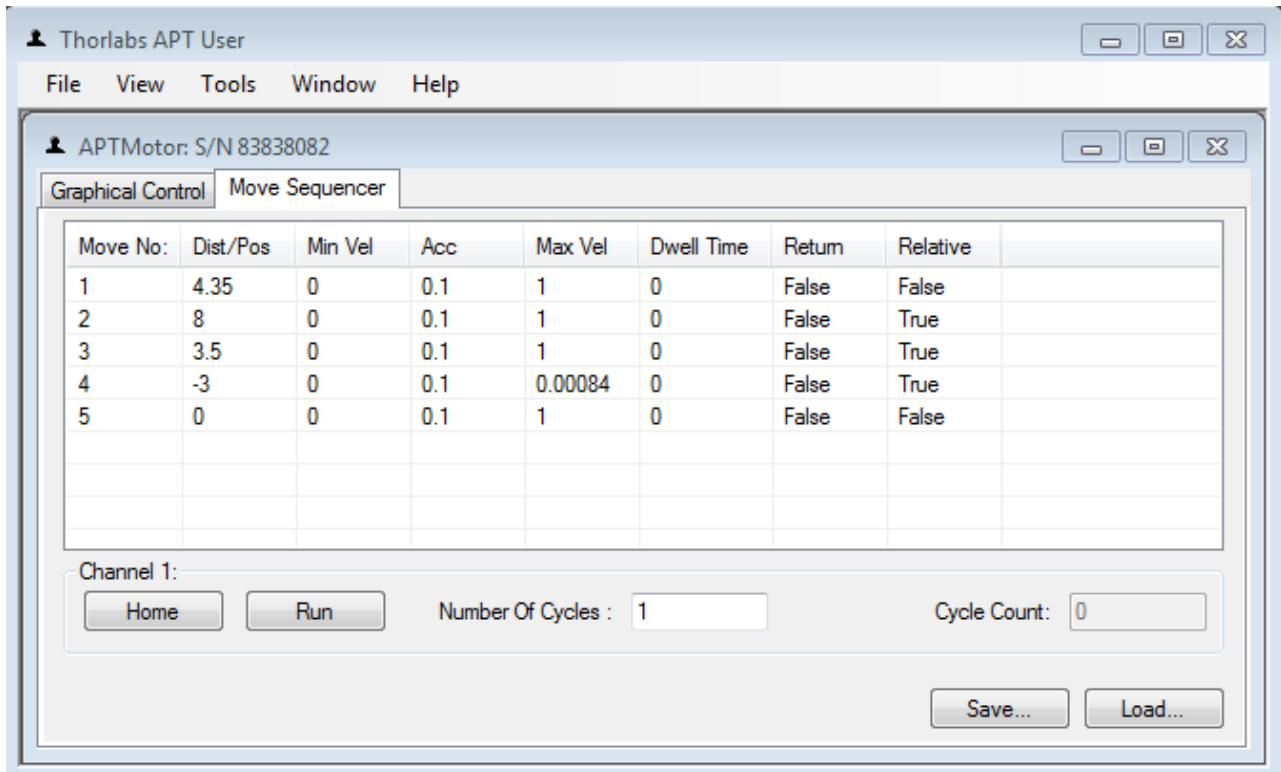 Thorlabs APT User
File View Tools Window Help
APTMotor: S/N 83838082
Graphical Control Move Sequencer
Move No: Dist/Pos Min Vel Acc Max Vel Dwell Time Return Relative
1 4.35 0 0.1 1 0 False False
2 8 0 0.1 1 0 False True
3 3.5 0 0.1 1 0 False True
4 -3 0 0.1 0.00084 0 False True
5 0 0 0.1 1 0 False False
Channel 1:
Home Run Number Of Cycles : 1 Cycle Count: 0
Save... Load...